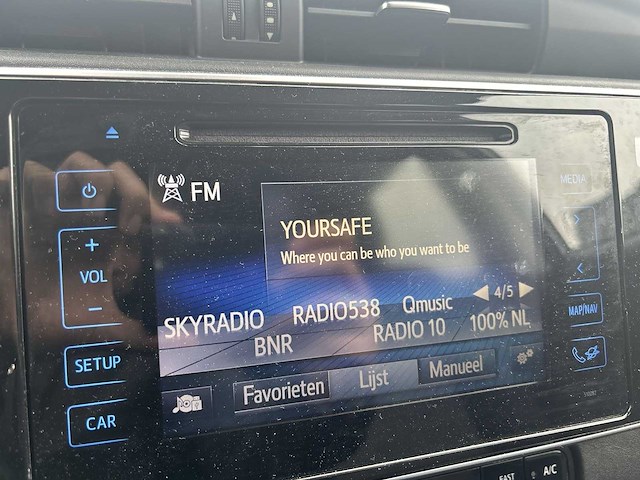 FM
MEDIA
YOURSAFE
Where you can be who you want to be
+
VOL
−
4/5
SKYRADIO RADIO538 Qmusic
BNR RADIO 10 100% NL
MAP/NAV
SETUP
Favorieten Lijst Manueel
CAR
A/C